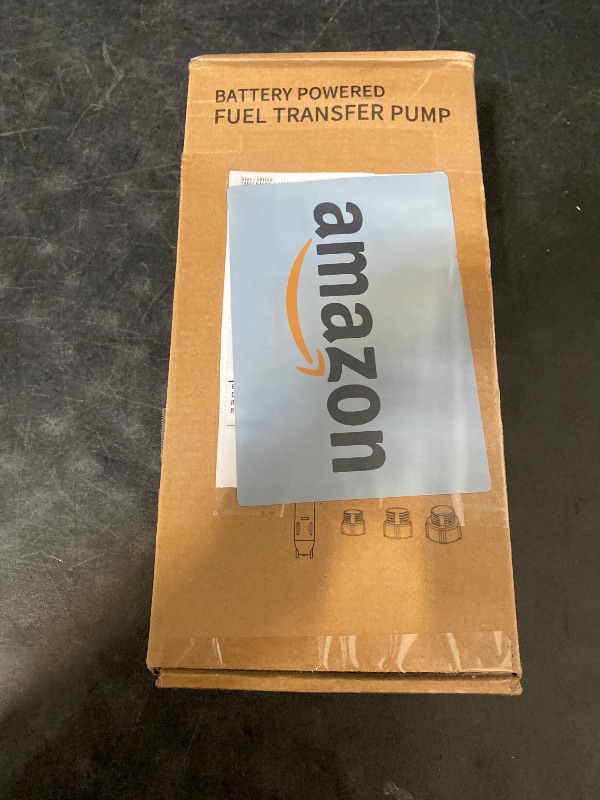 BATTERY POWERED
FUEL TRANSFER PUMP
amazon